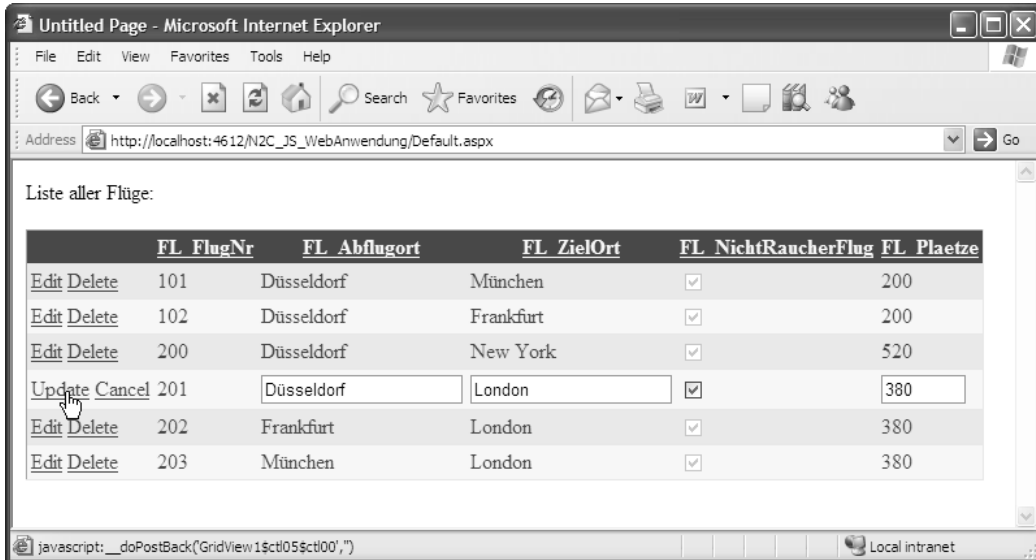 Untitled Page - Microsoft Internet Explorer
File Edit View Favorites Tools Help
Back Search Favorites
Address http://localhost:4612/N2C_JS_WebAnwendung/Default.aspx Go
Liste aller Flüge:
FL_FlugNr FL_Abflugort FL_ZielOrt FL_NichtRaucherFlug FL_Plaetze
Edit Delete 101 Düsseldorf München 200
Edit Delete 102 Düsseldorf Frankfurt 200
Edit Delete 200 Düsseldorf New York 520
Update Cancel 201 Düsseldorf London 380
Edit Delete 202 Frankfurt London 380
Edit Delete 203 München London 380
javascript:__doPostBack('GridView1$ctl05$ctl00','') Local intranet